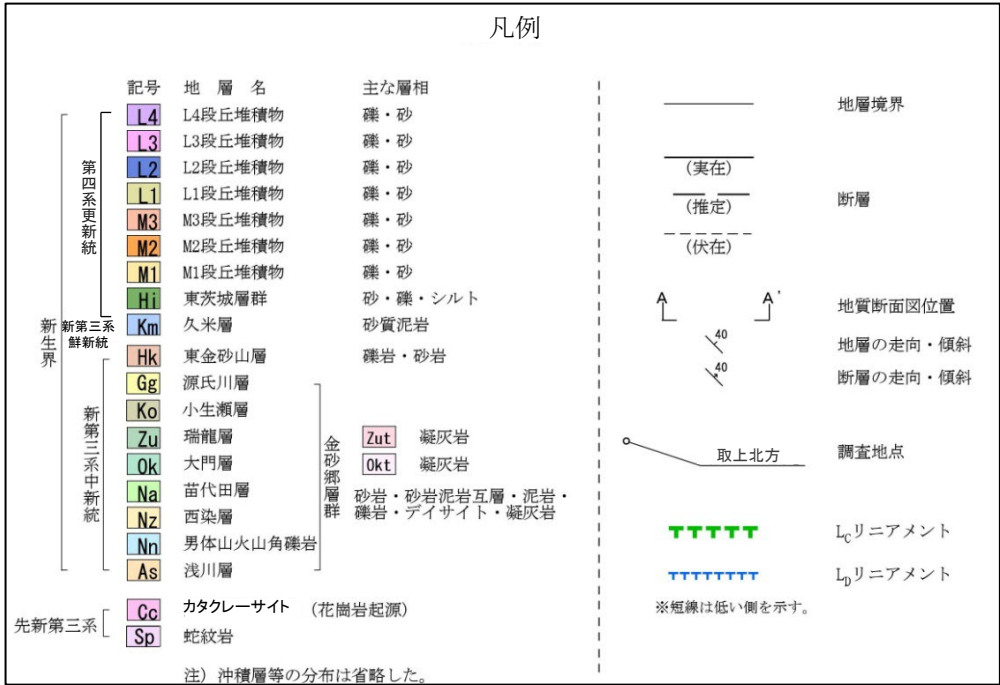 凡例
記号 地 層 名 主な層相
L4 L4段丘堆積物 礫・砂
L3 L3段丘堆積物 礫・砂
L2 L2段丘堆積物 礫・砂
L1 L1段丘堆積物 礫・砂
M3 M3段丘堆積物 礫・砂
M2 M2段丘堆積物 礫・砂
M1 M1段丘堆積物 礫・砂
Hi 東茨城層群 砂・礫・シルト
Km 久米層 砂質泥岩
Hk 東金砂山層 礫岩・砂岩
Gg 源氏川層
Ko 小生瀬層
Zu 瑞龍層 Zut 凝灰岩
Ok 大門層 Okt 凝灰岩
Na 苗代田層
Nz 西染層
Nn 男体山火山角礫岩
As 浅川層
砂岩・砂岩泥岩互層・泥岩・
礫岩・デイサイト・凝灰岩
金砂郷層群
第四系更新統
新第三系
鮮新統
新第三系中新統
新生界
先新第三系
Cc カタクレーサイト (花崗岩起源)
Sp 蛇紋岩
注) 沖積層等の分布は省略した。
地層境界
(実在)
(推定)
(伏在)
断層
A A' 地質断面図位置
40 地層の走向・傾斜
40 断層の走向・傾斜
取上北方 調査地点
LCリニアメント
LDリニアメント
※短線は低い側を示す。